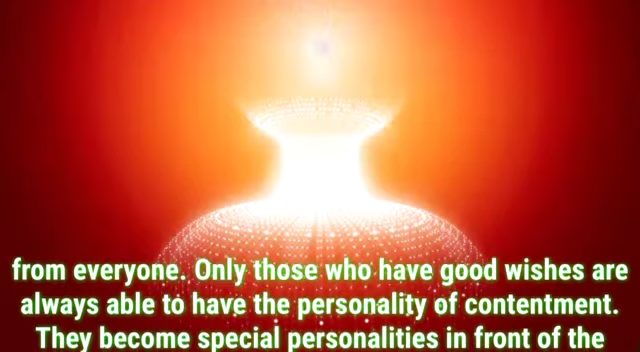 from everyone. Only those who have good wishes are
always able to have the personality of contentment.
They become special personalities in front of the